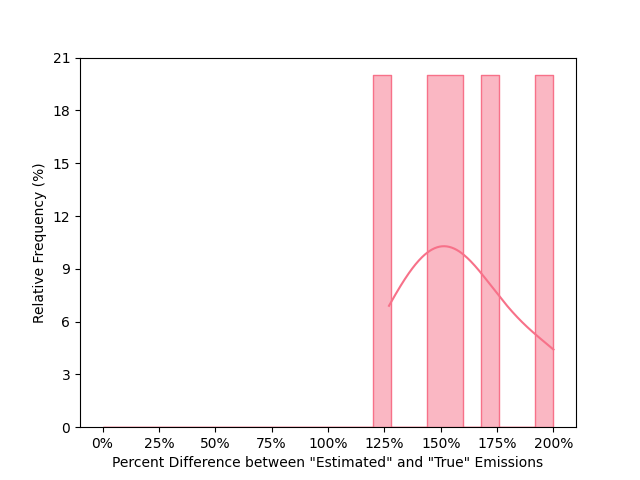 21
18
15
12
9
6
3
0
Relative Frequency (%)
0% 25% 50% 75% 100% 125% 150% 175% 200%
Percent Difference between "Estimated" and "True" Emissions